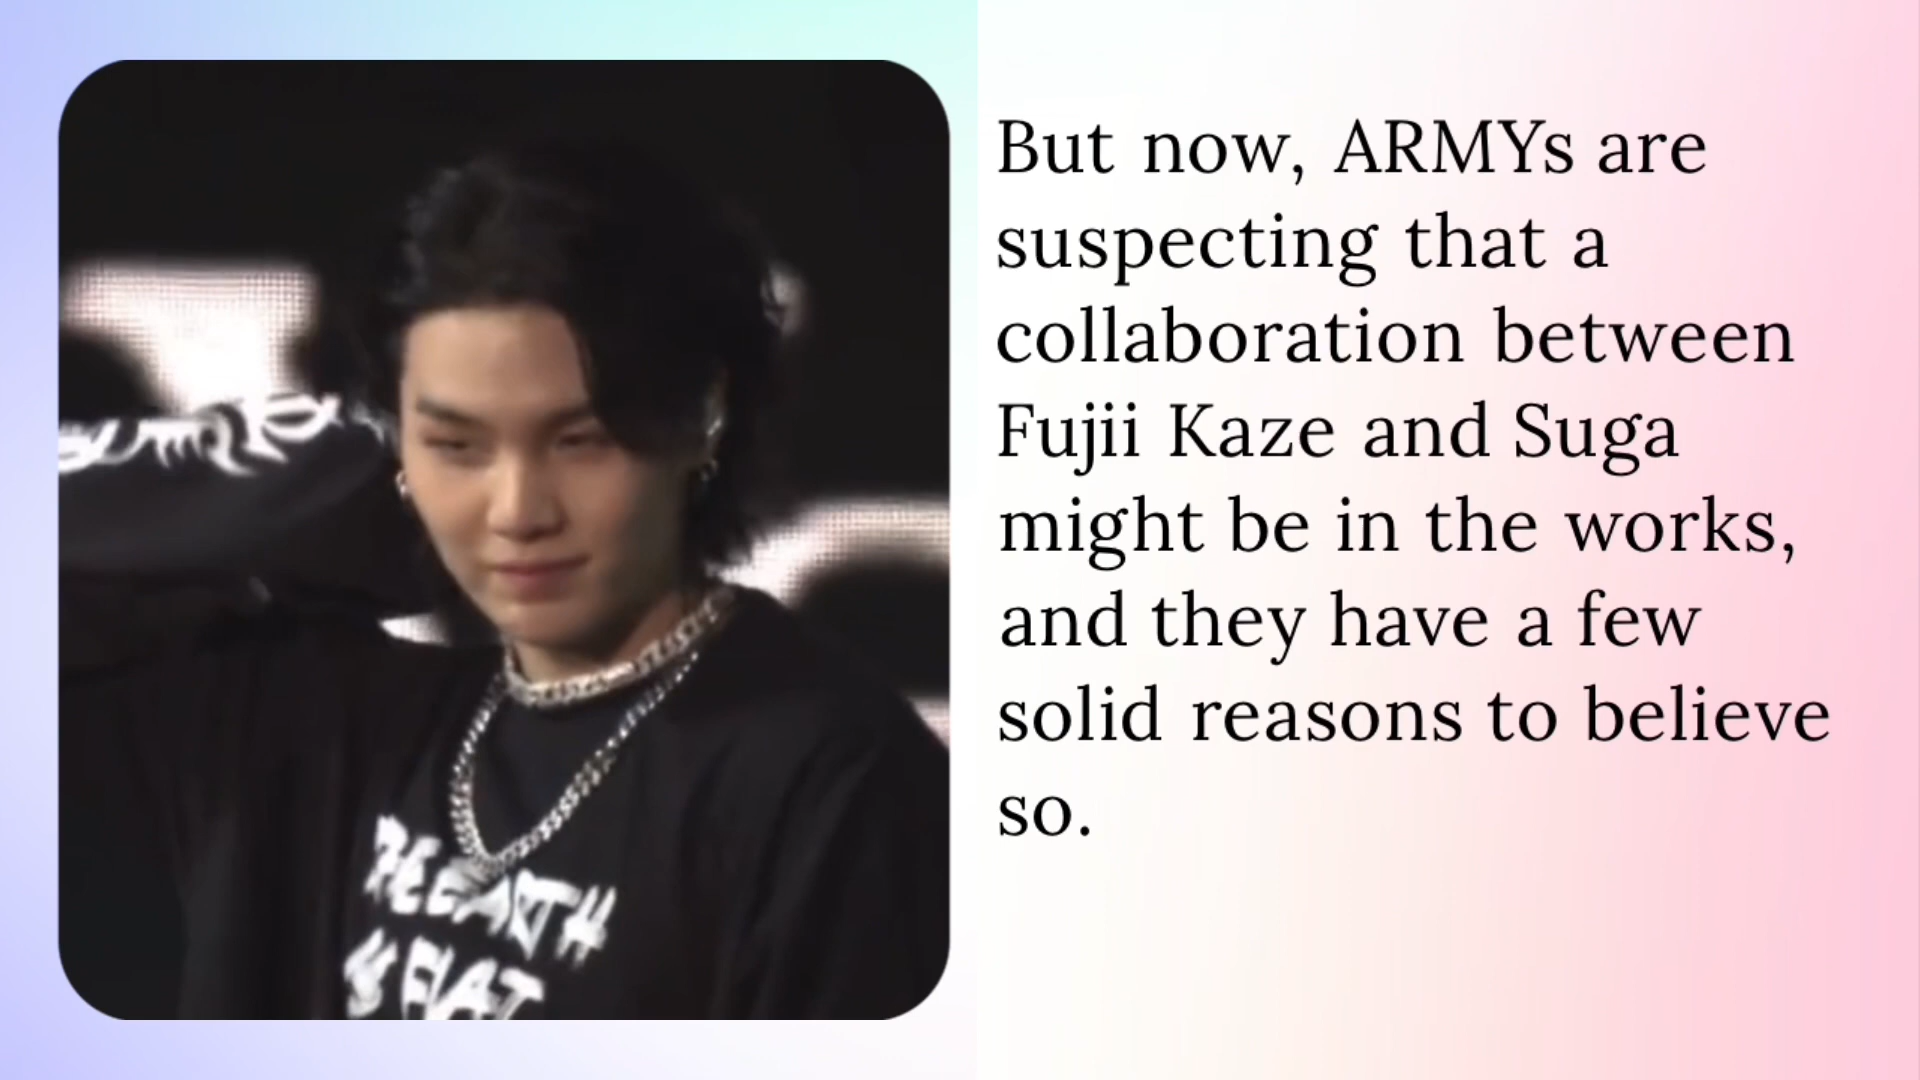 But now, ARMYs are
suspecting that a
collaboration between
Fujii Kaze and Suga
might be in the works,
and they have a few
solid reasons to believe
so.